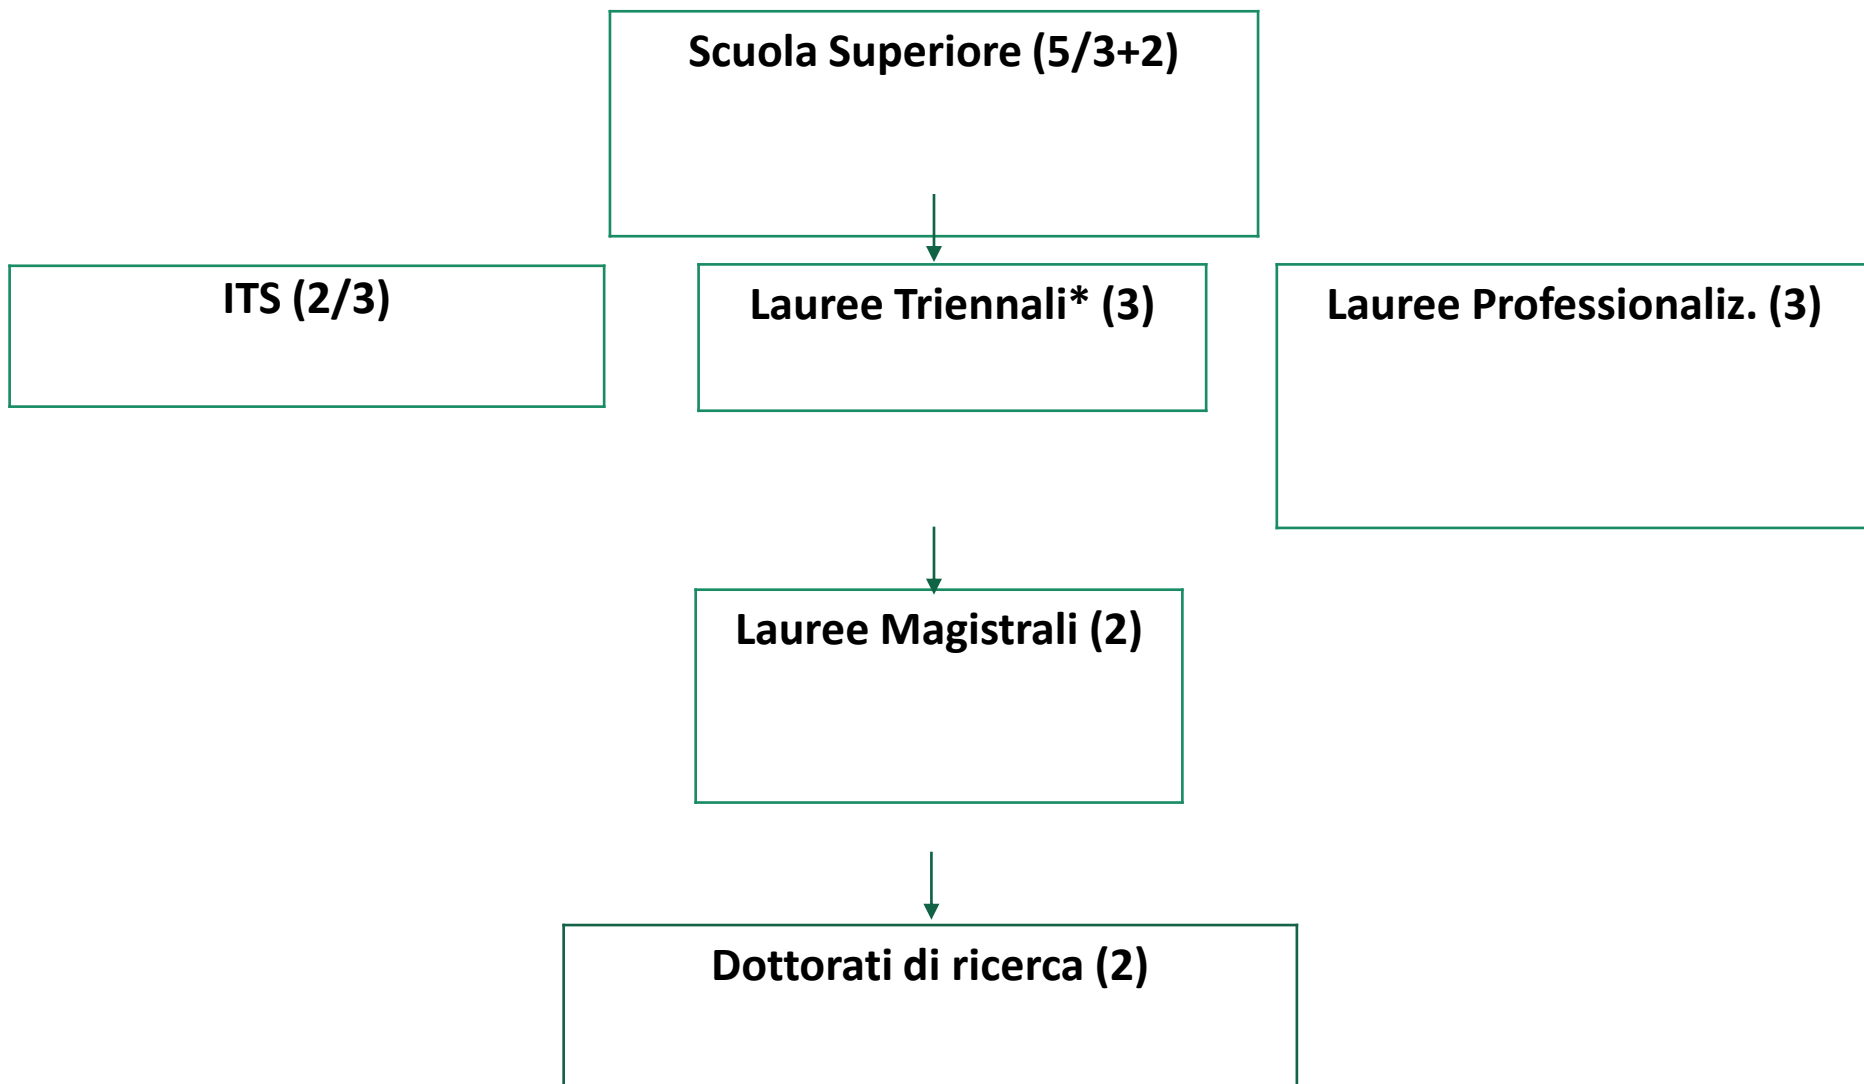 Scuola Superiore (5/3+2)
ITS (2/3)
Lauree Triennali* (3)
Lauree Professionaliz. (3)
Lauree Magistrali (2)
Dottorati di ricerca (2)